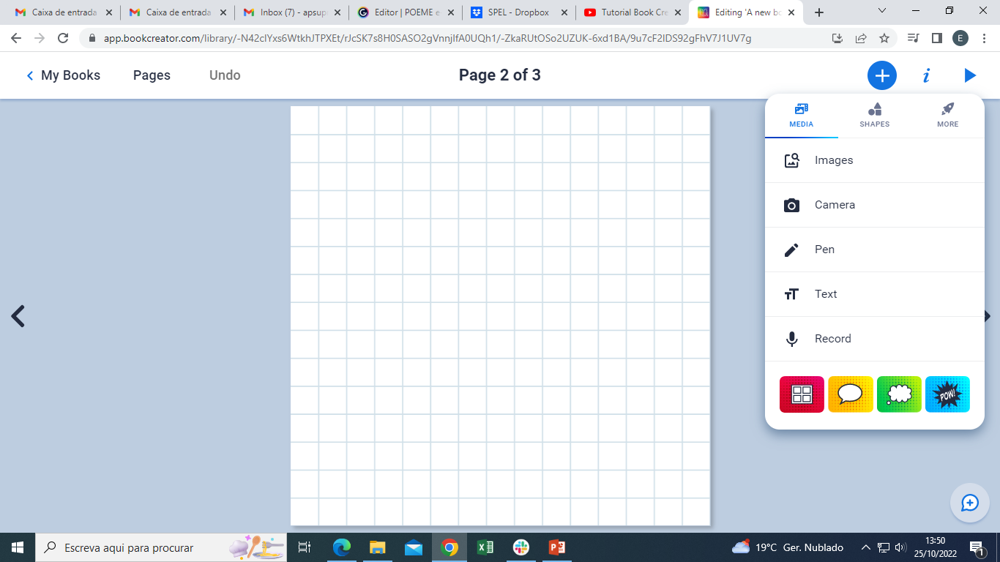 Caixa de entrada
Caixa de entrada
Inbox (7) - apsup
Editor | POEME e
SPEL - Dropbox
Tutorial Book Cre
Editing 'A new bo
app.bookcreator.com/library/-N42clYxs6WtkhJTPXEt/rJcSK7s8H0SASO2gVnnjIfA0UQh1/-ZkaRUtOSo2UZUK-6xd1BA/9u7cF2IDS92gFhV7J1UV7g
E
My Books
Pages
Undo
Page 2 of 3
MEDIA
SHAPES
MORE
Images
Camera
Pen
Text
Record
POW!
Escreva aqui para procurar
19°C Ger. Nublado
13:50
25/10/2022
1